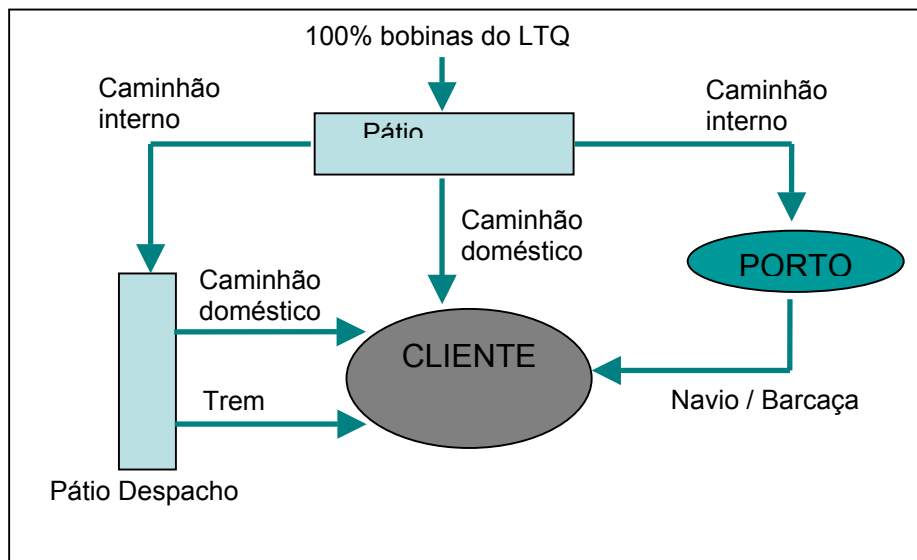 100% bobinas do LTQ
Caminhão
interno
Caminhão
interno
Pátio
Caminhão
doméstico
PORTO
Caminhão
doméstico
CLIENTE
Trem
Navio / Barcaça
Pátio Despacho